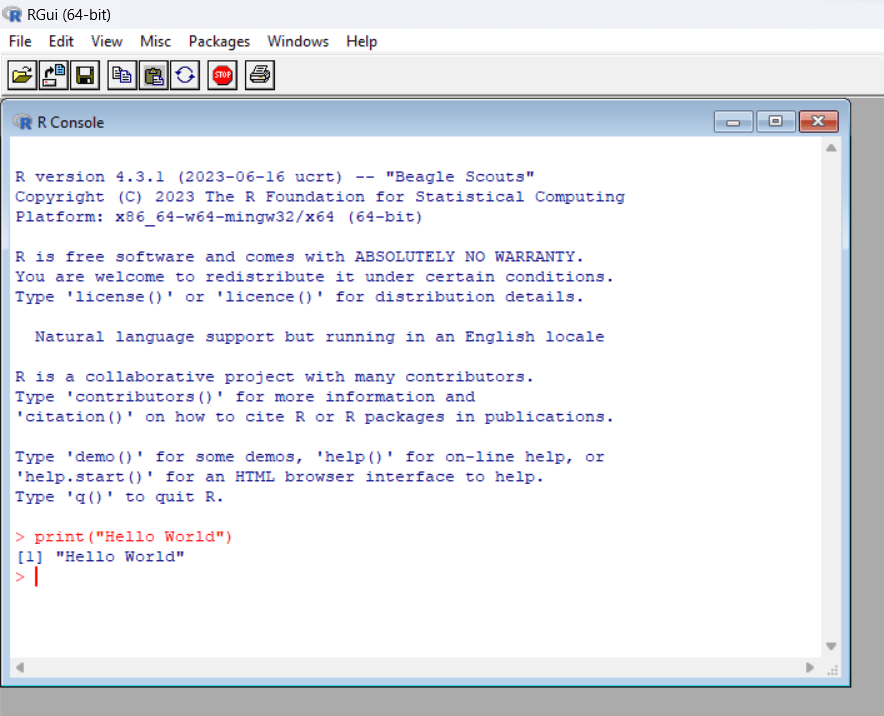 RGui (64-bit)
File Edit View Misc Packages Windows Help
STOP
R Console
R version 4.3.1 (2023-06-16 ucrt) -- "Beagle Scouts"
Copyright (C) 2023 The R Foundation for Statistical Computing
Platform: x86_64-w64-mingw32/x64 (64-bit)
R is free software and comes with ABSOLUTELY NO WARRANTY.
You are welcome to redistribute it under certain conditions.
Type 'license()' or 'licence()' for distribution details.
Natural language support but running in an English locale
R is a collaborative project with many contributors.
Type 'contributors()' for more information and
'citation()' on how to cite R or R packages in publications.
Type 'demo()' for some demos, 'help()' for on-line help, or
'help.start()' for an HTML browser interface to help.
Type 'q()' to quit R.
> print("Hello World")
[1] "Hello World"
>